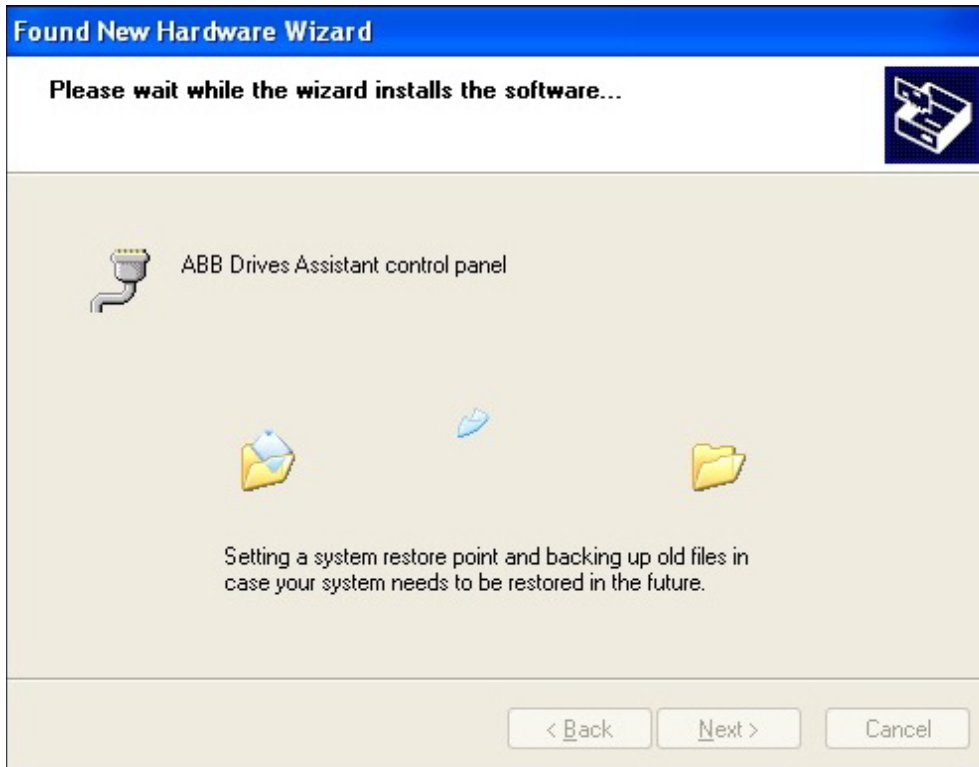 Found New Hardware Wizard
Please wait while the wizard installs the software...
ABB Drives Assistant control panel
Setting a system restore point and backing up old files in
case your system needs to be restored in the future.
< Back Next > Cancel